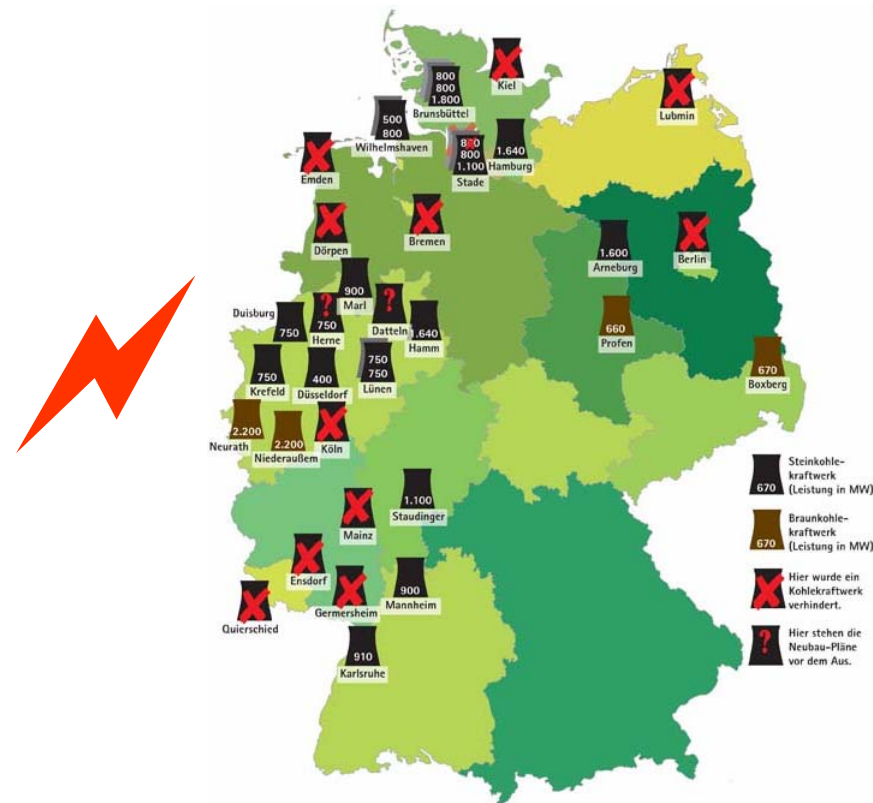 800
800
1.800
Brunsbüttel
Kiel
Lubmin
500
800
Wilhelmshaven
800
1.100
Stade
1.640
Hamburg
Emden
Dörpen
Bremen
1.600
Arneburg
Berlin
900
Marl
Duisburg
750
?
750
Herne
?
Datteln
1.640
Hamm
660
Profen
750
Krefeld
400
Düsseldorf
750
750
Lünen
670
Boxberg
2.200
Neurath
2.200
Niederaußem
Köln
1.100
Staudinger
Mainz
Ensdorf
Germersheim
900
Mannheim
Quierschied
910
Karlsruhe
670
Steinkohle-
kraftwerk
(Leistung in MW)
670
Braunkohle-
kraftwerk
(Leistung in MW)
Hier wurde ein
Kohlekraftwerk
verhindert.
?
Hier stehen die
Neubau-Pläne
vor dem Aus.